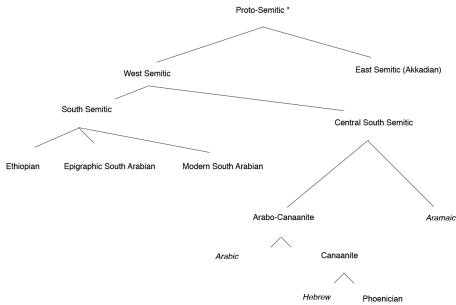 Proto-Semitic *
West Semitic
East Semitic (Akkadian)
South Semitic
Central South Semitic
Ethiopian
Epigraphic South Arabian
Modern South Arabian
Arabo-Canaanite
Aramaic
Arabic
Canaanite
Hebrew
Phoenician